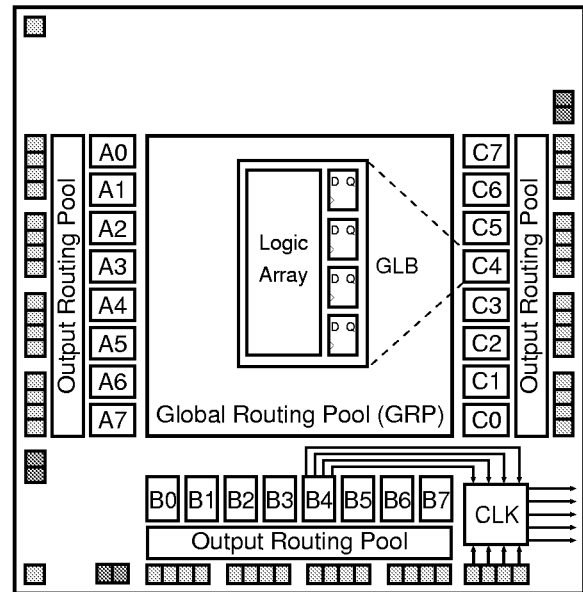 Output Routing Pool
A0
A1
A2
A3
A4
A5
A6
A7
Logic
Array
D Q
D Q
D Q
D Q
GLB
Global Routing Pool (GRP)
C7
C6
C5
C4
C3
C2
C1
C0
Output Routing Pool
B0 B1 B2 B3 B4 B5 B6 B7
Output Routing Pool
CLK